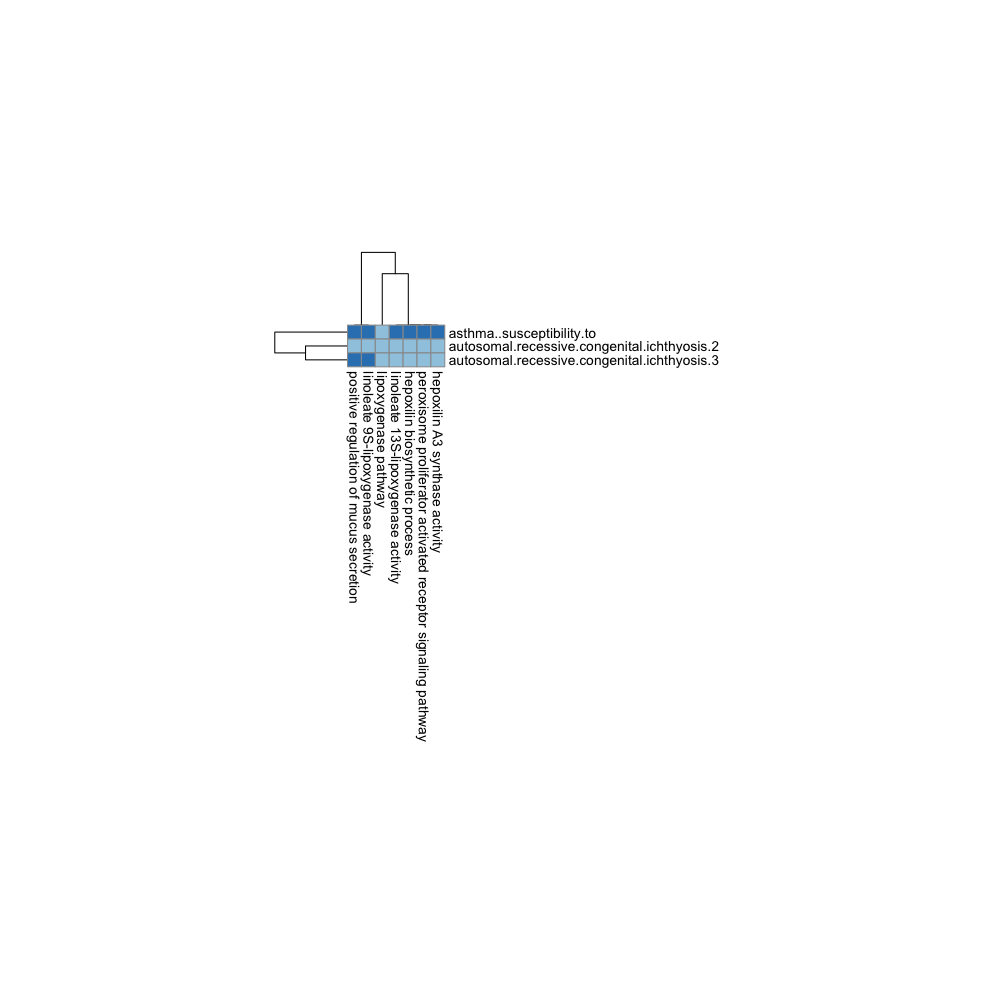 asthma..susceptibility.to
autosomal.recessive.congenital.ichthyosis.2
autosomal.recessive.congenital.ichthyosis.3
positive regulation of mucus secretion
linoleate 9S-lipoxygenase activity
lipoxygenase pathway
linoleate 13S-lipoxygenase activity
hepoxilin biosynthetic process
peroxisome proliferator activated receptor signaling pathway
hepoxilin A3 synthase activity